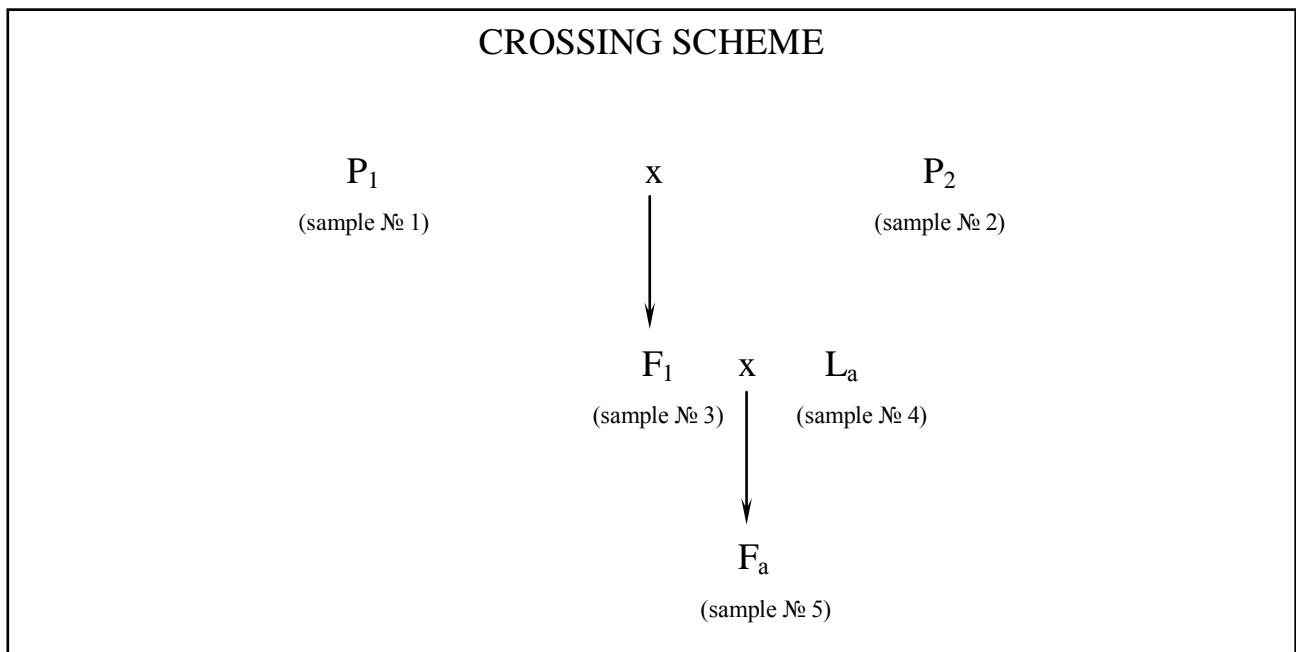 CROSSING SCHEME
P₁ x P₂
(sample № 1) (sample № 2)
F₁ x Lₐ
(sample № 3) (sample № 4)
Fₐ
(sample № 5)